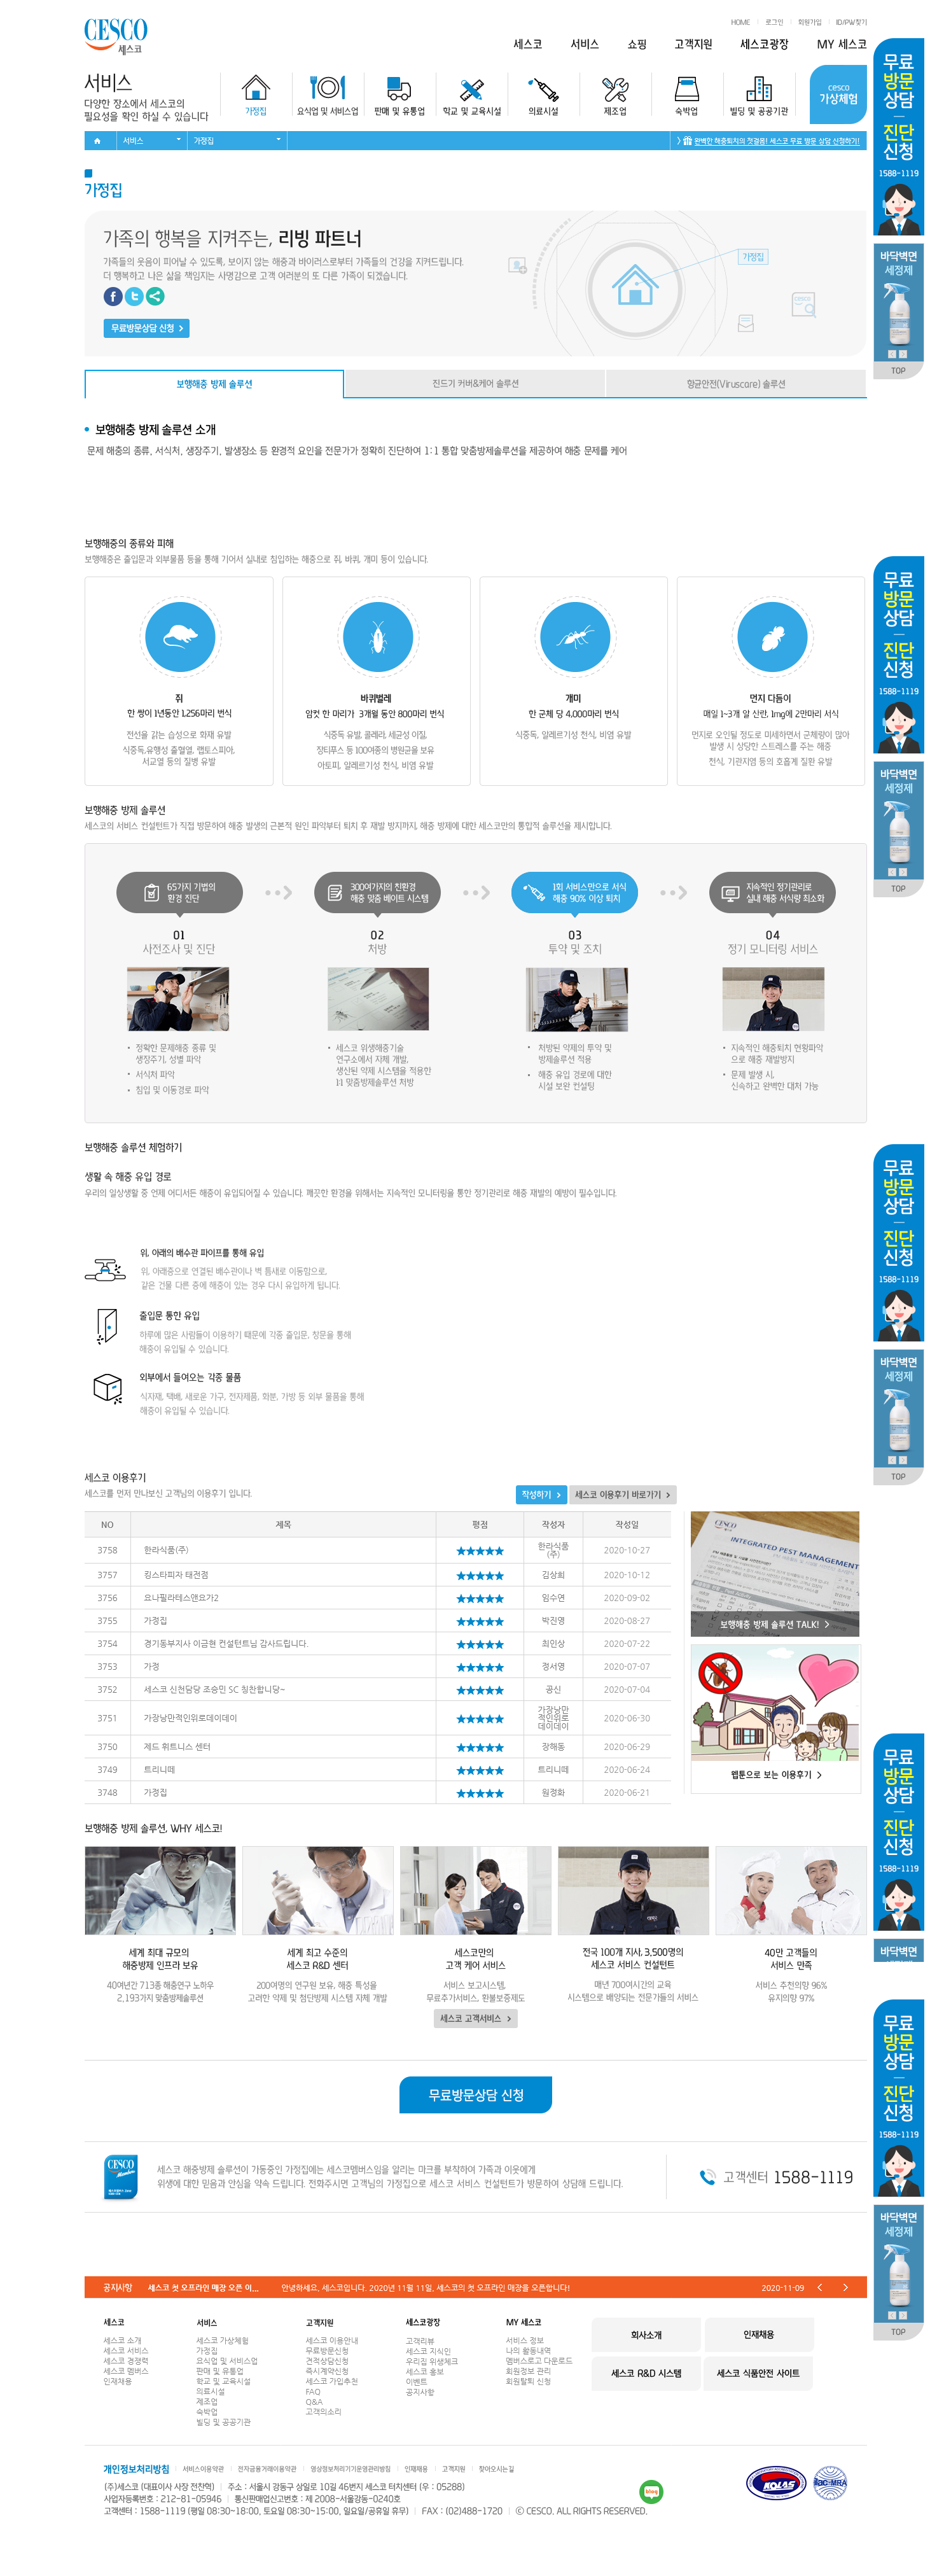 CESCO
세스코
HOME 로그인 회원가입 ID/PW찾기
세스코 서비스 쇼핑 고객지원 세스코광장 MY 세스코
서비스
다양한 장소에서 세스코의
필요성을 확인 하실 수 있습니다
가정집 요식업 및 서비스업 판매 및 유통업 학교 및 교육시설 의료시설 제조업 숙박업 빌딩 및 공공기관
cesco
가상체험
서비스 가정집
완벽한 해충퇴치의 첫걸음! 세스코 무료 방문 상담 신청하기!
무료
방문
상담
진단
신청
1588-1119
바닥벽면
세정제
TOP
가정집
가족의 행복을 지켜주는, 리빙 파트너
가족들의 웃음이 피어날 수 있도록, 보이지 않는 해충과 바이러스로부터 가족들의 건강을 지켜드립니다.
더 행복하고 나은 삶을 책임지는 사명감으로 고객 여러분의 또 다른 가족이 되겠습니다.
무료방문상담 신청
가정집
보행해충 방제 솔루션
진드기 커버&케어 솔루션
항균안전(Viruscare) 솔루션
보행해충 방제 솔루션 소개
문제 해충의 종류, 서식처, 생장주기, 발생장소 등 환경적 요인을 전문가가 정확히 진단하여 1:1 통합 맞춤방제솔루션을 제공하여 해충 문제를 케어
보행해충의 종류와 피해
보행해충은 출입문과 외부물품 등을 통해 기어서 실내로 침입하는 해충으로 쥐, 바퀴, 개미 등이 있습니다.
쥐
한 쌍이 1년동안 1,256마리 번식
전선을 갉는 습성으로 화재 유발
식중독,유행성 출혈열, 렙토스피아,
서교열 등의 질병 유발
바퀴벌레
암컷 한 마리가 3개월 동안 800마리 번식
식중독 유발, 콜레라, 세균성 이질,
장티푸스 등 100여종의 병원균을 보유
아토피, 알레르기성 천식, 비염 유발
개미
한 군체 당 4,000마리 번식
식중독, 알레르기성 천식, 비염 유발
먼지 다듬이
매일 1~3개 알 산란, 1mg에 2만마리 서식
먼지로 오인될 정도로 미세하면서 군체량이 많아
발생 시 상당한 스트레스를 주는 해충
천식, 기관지염 등의 호흡계 질환 유발
보행해충 방제 솔루션
세스코의 서비스 컨설턴트가 직접 방문하여 해충 발생의 근본적 원인 파악부터 퇴치 후 재발 방지까지, 해충 방제에 대한 세스코만의 통합적 솔루션을 제시합니다.
65가지 기법의
환경 진단
300여가지의 친환경
해충 맞춤 베이트 시스템
1회 서비스만으로 서식
해충 90% 이상 퇴치
지속적인 정기관리로
실내 해충 서식량 최소화
01
사전조사 및 진단
02
처방
03
투약 및 조치
04
정기 모니터링 서비스
정확한 문제해충 종류 및
생장주기, 성별 파악
서식처 파악
침입 및 이동경로 파악
세스코 위생해충기술
연구소에서 자체 개발,
생산된 약제 시스템을 적용한
1:1 맞춤방제솔루션 처방
처방된 약제의 투약 및
방제솔루션 적용
해충 유입 경로에 대한
시설 보완 컨설팅
지속적인 해충퇴치 현황파악
으로 해충 재발방지
문제 발생 시,
신속하고 완벽한 대처 가능
무료
방문
상담
진단
신청
1588-1119
바닥벽면
세정제
TOP
보행해충 솔루션 체험하기
생활 속 해충 유입 경로
우리의 일상생활 중 언제 어디서든 해충이 유입되어질 수 있습니다. 깨끗한 환경을 위해서는 지속적인 모니터링을 통한 정기관리로 해충 재발의 예방이 필수입니다.
위, 아래의 배수관 파이프를 통해 유입
위, 아래층으로 연결된 배수관이나 벽 틈새로 이동함으로,
같은 건물 다른 층에 해충이 있는 경우 다시 유입하게 됩니다.
출입문 통한 유입
하루에 많은 사람들이 이용하기 때문에 각종 출입문, 창문을 통해
해충이 유입될 수 있습니다.
외부에서 들여오는 각종 물품
식자재, 택배, 새로운 가구, 전자제품, 화분, 가방 등 외부 물품을 통해
해충이 유입될 수 있습니다.
무료
방문
상담
진단
신청
1588-1119
바닥벽면
세정제
TOP
세스코 이용후기
세스코를 먼저 만나보신 고객님의 이용후기 입니다.
작성하기
세스코 이용후기 바로가기
NO 제목 평점 작성자 작성일
3758 한라식품(주) ★★★★★ 한라식품(주) 2020-10-27
3757 킹스타피자 태전점 ★★★★★ 김상희 2020-10-12
3756 요나필라테스앤요가2 ★★★★★ 임수연 2020-09-02
3755 가정집 ★★★★★ 박진영 2020-08-27
3754 경기동부지사 이금현 컨설턴트님 감사드립니다. ★★★★★ 최인상 2020-07-22
3753 가정 ★★★★★ 정서영 2020-07-07
3752 세스코 신천담당 조승민 SC 칭찬합니당~ ★★★★★ 공신 2020-07-04
3751 가장낭만적인위로데이데이 ★★★★★ 가장낭만적인위로데이데이 2020-06-30
3750 제드 휘트니스 센터 ★★★★★ 장해동 2020-06-29
3749 트리니떼 ★★★★★ 트리니떼 2020-06-24
3748 가정집 ★★★★★ 원정화 2020-06-21
CESCO
INTEGRATED PEST MANAGEMENT
보행해충 방제 솔루션 TALK!
웹툰으로 보는 이용후기
무료
방문
상담
진단
신청
1588-1119
바닥벽면
보행해충 방제 솔루션, WHY 세스코!
세계 최대 규모의
해충방제 인프라 보유
40여년간 713종 해충연구 노하우
2,193가지 맞춤방제솔루션
세계 최고 수준의
세스코 R&D 센터
200여명의 연구원 보유, 해충 특성을
고려한 약제 및 첨단방제 시스템 자체 개발
세스코만의
고객 케어 서비스
서비스 보고시스템,
무료추가서비스, 환불보증제도
세스코 고객서비스
전국 100개 지사, 3,500명의
세스코 서비스 컨설턴트
매년 700여시간의 교육
시스템으로 배양되는 전문가들의 서비스
40만 고객들의
서비스 만족
서비스 추천의향 96%
유지의향 97%
무료방문상담 신청
무료
방문
상담
진단
신청
1588-1119
바닥벽면
세정제
TOP
CESCO
Member
세스코 해충방제 솔루션이 가동중인 가정집에는 세스코멤버스임을 알리는 마크를 부착하여 가족과 이웃에게
위생에 대한 믿음과 안심을 약속 드립니다. 전화주시면 고객님의 가정집으로 세스코 서비스 컨설턴트가 방문하여 상담해 드립니다.
고객센터 1588-1119
공지사항 세스코 첫 오프라인 매장 오픈 이... 안녕하세요, 세스코입니다. 2020년 11월 11일, 세스코의 첫 오프라인 매장을 오픈합니다! 2020-11-09
세스코
세스코 소개
세스코 서비스
세스코 경쟁력
세스코 멤버스
인재채용
서비스
세스코 가상체험
가정집
요식업 및 서비스업
판매 및 유통업
학교 및 교육시설
의료시설
제조업
숙박업
빌딩 및 공공기관
고객지원
세스코 이용안내
무료방문신청
견적상담신청
즉시계약신청
세스코 가입추천
FAQ
Q&A
고객의소리
세스코광장
고객리뷰
세스코 지식인
우리집 위생체크
세스코 홍보
이벤트
공지사항
MY 세스코
서비스 정보
나의 활동내역
멤버스로고 다운로드
회원정보 관리
회원탈퇴 신청
회사소개
인재채용
세스코 R&D 시스템
세스코 식품안전 사이트
개인정보처리방침 서비스이용약관 전자금융거래이용약관 영상정보처리기기운영관리방침 인재채용 고객지원 찾아오시는길
(주)세스코 (대표이사 사장 전찬혁) 주소 : 서울시 강동구 상일로 10길 46번지 세스코 터치센터 (우 : 05288)
사업자등록번호 : 212-81-05946 통신판매업신고번호 : 제 2008-서울강동-0240호
고객센터 : 1588-1119 (평일 08:30~18:00, 토요일 08:30~15:00, 일요일/공휴일 휴무) FAX : (02)488-1720 ⓒ CESCO. ALL RIGHTS RESERVED.
blog
KOLAS
ilac-MRA